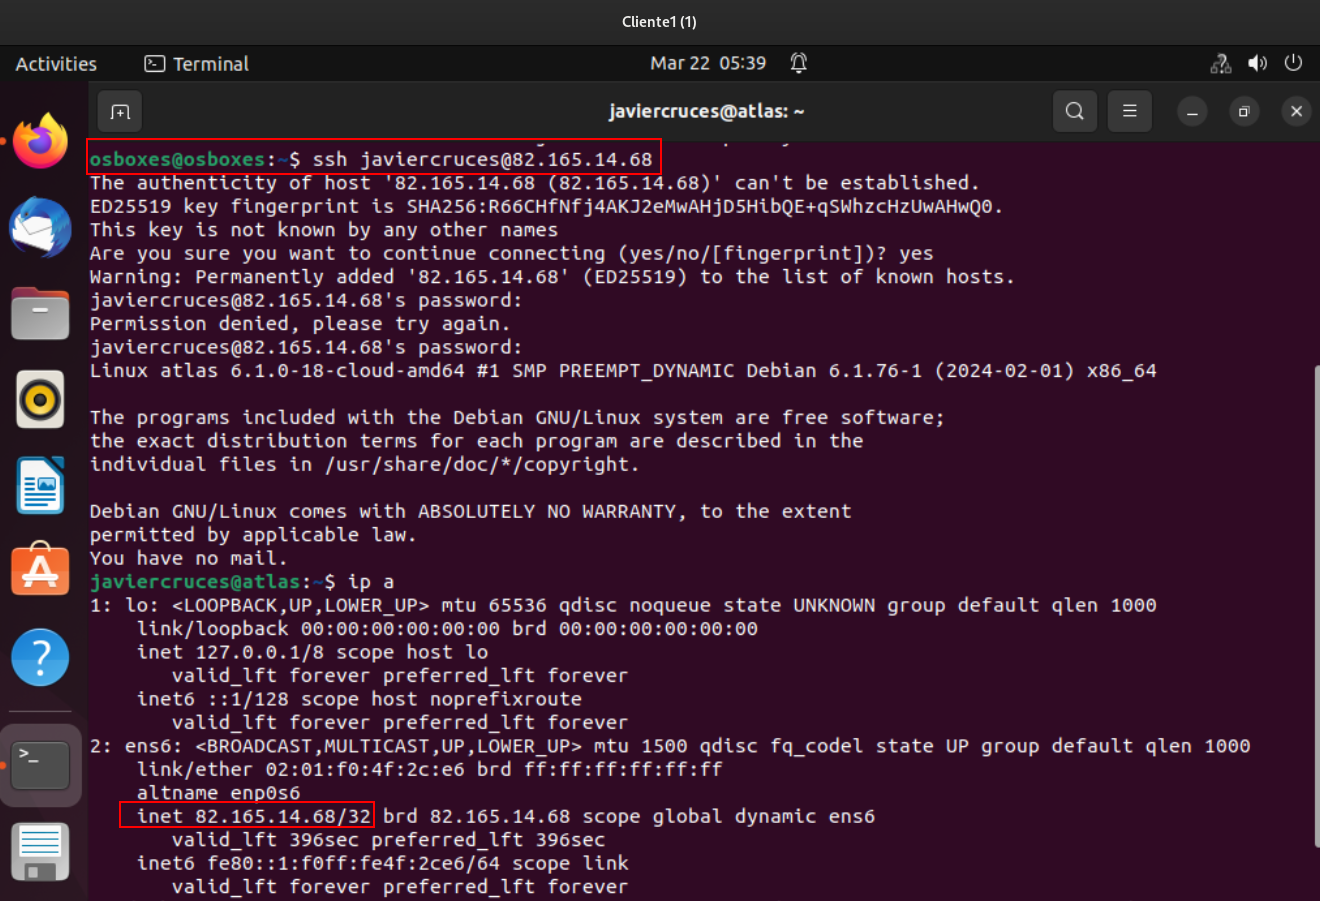 Cliente1 (1)
Activities
Terminal
Mar 22 05:39
javiercruces@atlas: ~
osboxes@osboxes:~$ ssh javiercruces@82.165.14.68
The authenticity of host '82.165.14.68 (82.165.14.68)' can't be established.
ED25519 key fingerprint is SHA256:R66CHfNfj4AKJ2eMwAHjD5HibQE+qSWhzcHzUwAHwQ0.
This key is not known by any other names
Are you sure you want to continue connecting (yes/no/[fingerprint])? yes
Warning: Permanently added '82.165.14.68' (ED25519) to the list of known hosts.
javiercruces@82.165.14.68's password:
Permission denied, please try again.
javiercruces@82.165.14.68's password:
Linux atlas 6.1.0-18-cloud-amd64 #1 SMP PREEMPT_DYNAMIC Debian 6.1.76-1 (2024-02-01) x86_64
The programs included with the Debian GNU/Linux system are free software;
the exact distribution terms for each program are described in the
individual files in /usr/share/doc/*/copyright.
Debian GNU/Linux comes with ABSOLUTELY NO WARRANTY, to the extent
permitted by applicable law.
You have no mail.
javiercruces@atlas:~$ ip a
1: lo: <LOOPBACK,UP,LOWER_UP> mtu 65536 qdisc noqueue state UNKNOWN group default qlen 1000
link/loopback 00:00:00:00:00:00 brd 00:00:00:00:00:00
inet 127.0.0.1/8 scope host lo
valid_lft forever preferred_lft forever
inet6 ::1/128 scope host noprefixroute
valid_lft forever preferred_lft forever
2: ens6: <BROADCAST,MULTICAST,UP,LOWER_UP> mtu 1500 qdisc fq_codel state UP group default qlen 1000
link/ether 02:01:f0:4f:2c:e6 brd ff:ff:ff:ff:ff:ff
altname enp0s6
inet 82.165.14.68/32 brd 82.165.14.68 scope global dynamic ens6
valid_lft 396sec preferred_lft 396sec
inet6 fe80::1:f0ff:fe4f:2ce6/64 scope link
valid_lft forever preferred_lft forever